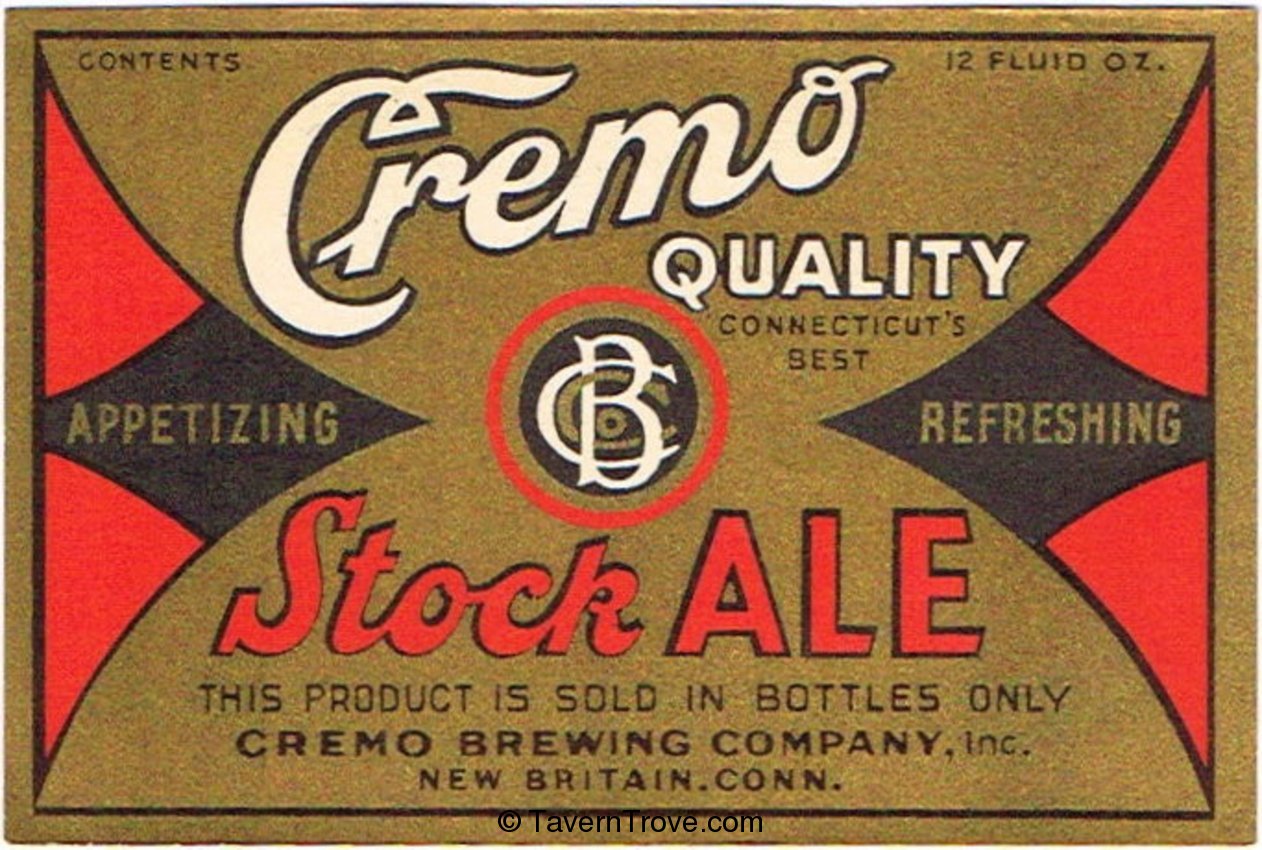 CONTENTS 12 FLUID OZ.
Cremo
QUALITY
CONNECTICUT'S
BEST
CBC
APPETIZING REFRESHING
Stock ALE
THIS PRODUCT IS SOLD IN BOTTLES ONLY
CREMO BREWING COMPANY, Inc.
NEW BRITAIN. CONN.
© TavernTrove.com